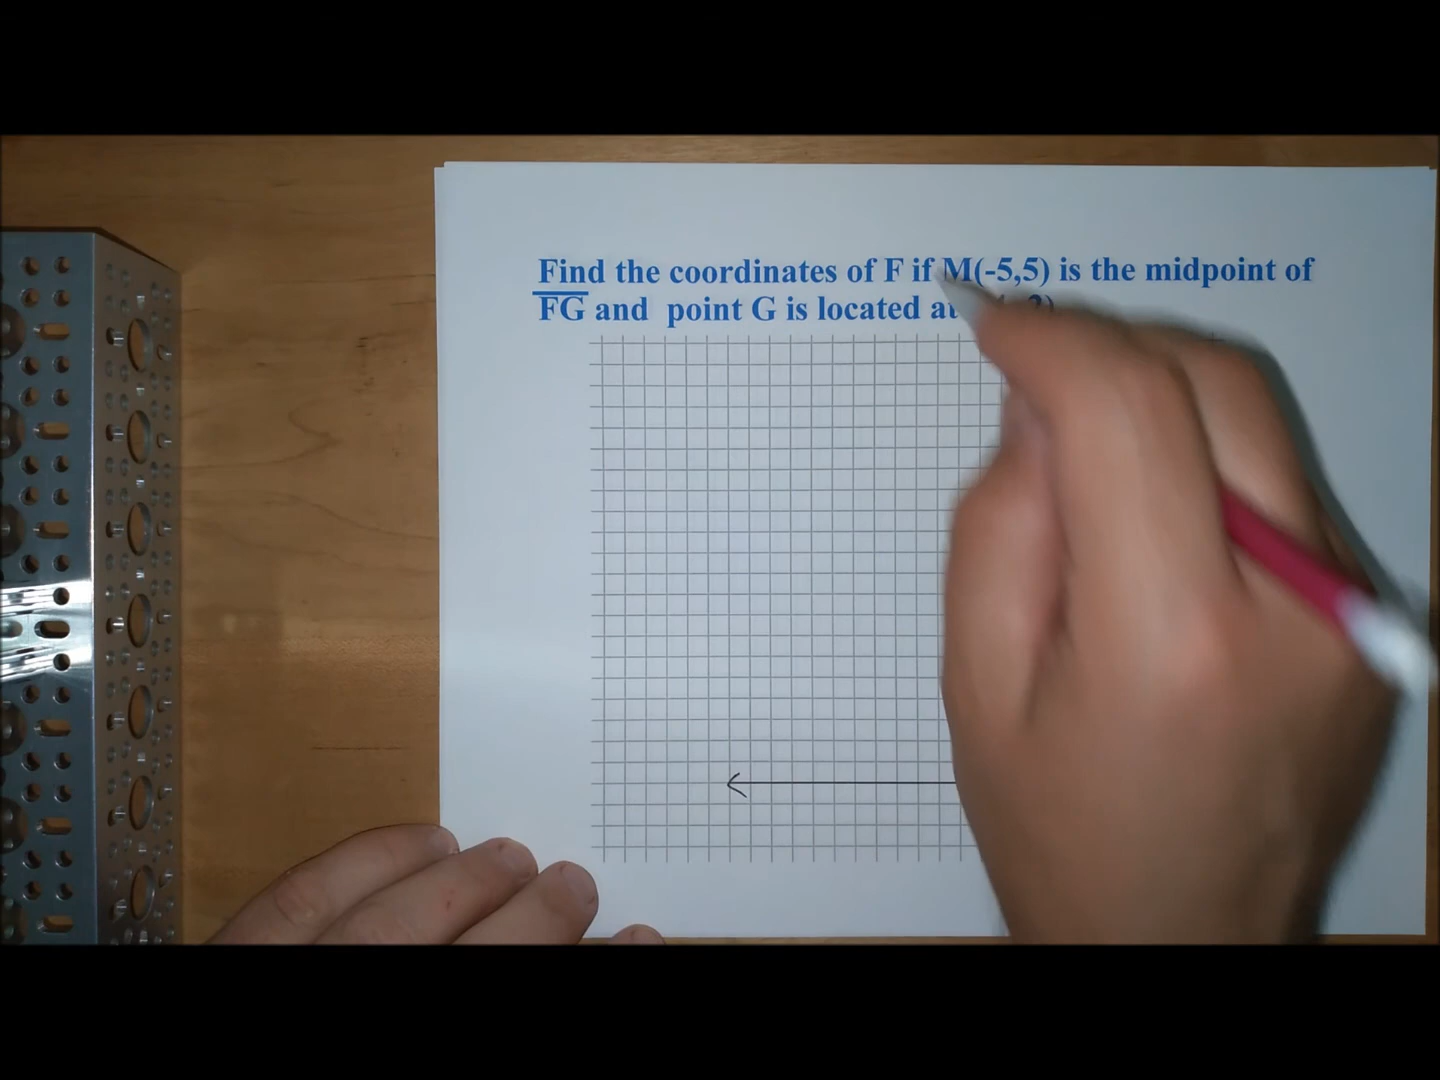 Find the coordinates of F if M(-5,5) is the midpoint of
FG and point G is located at